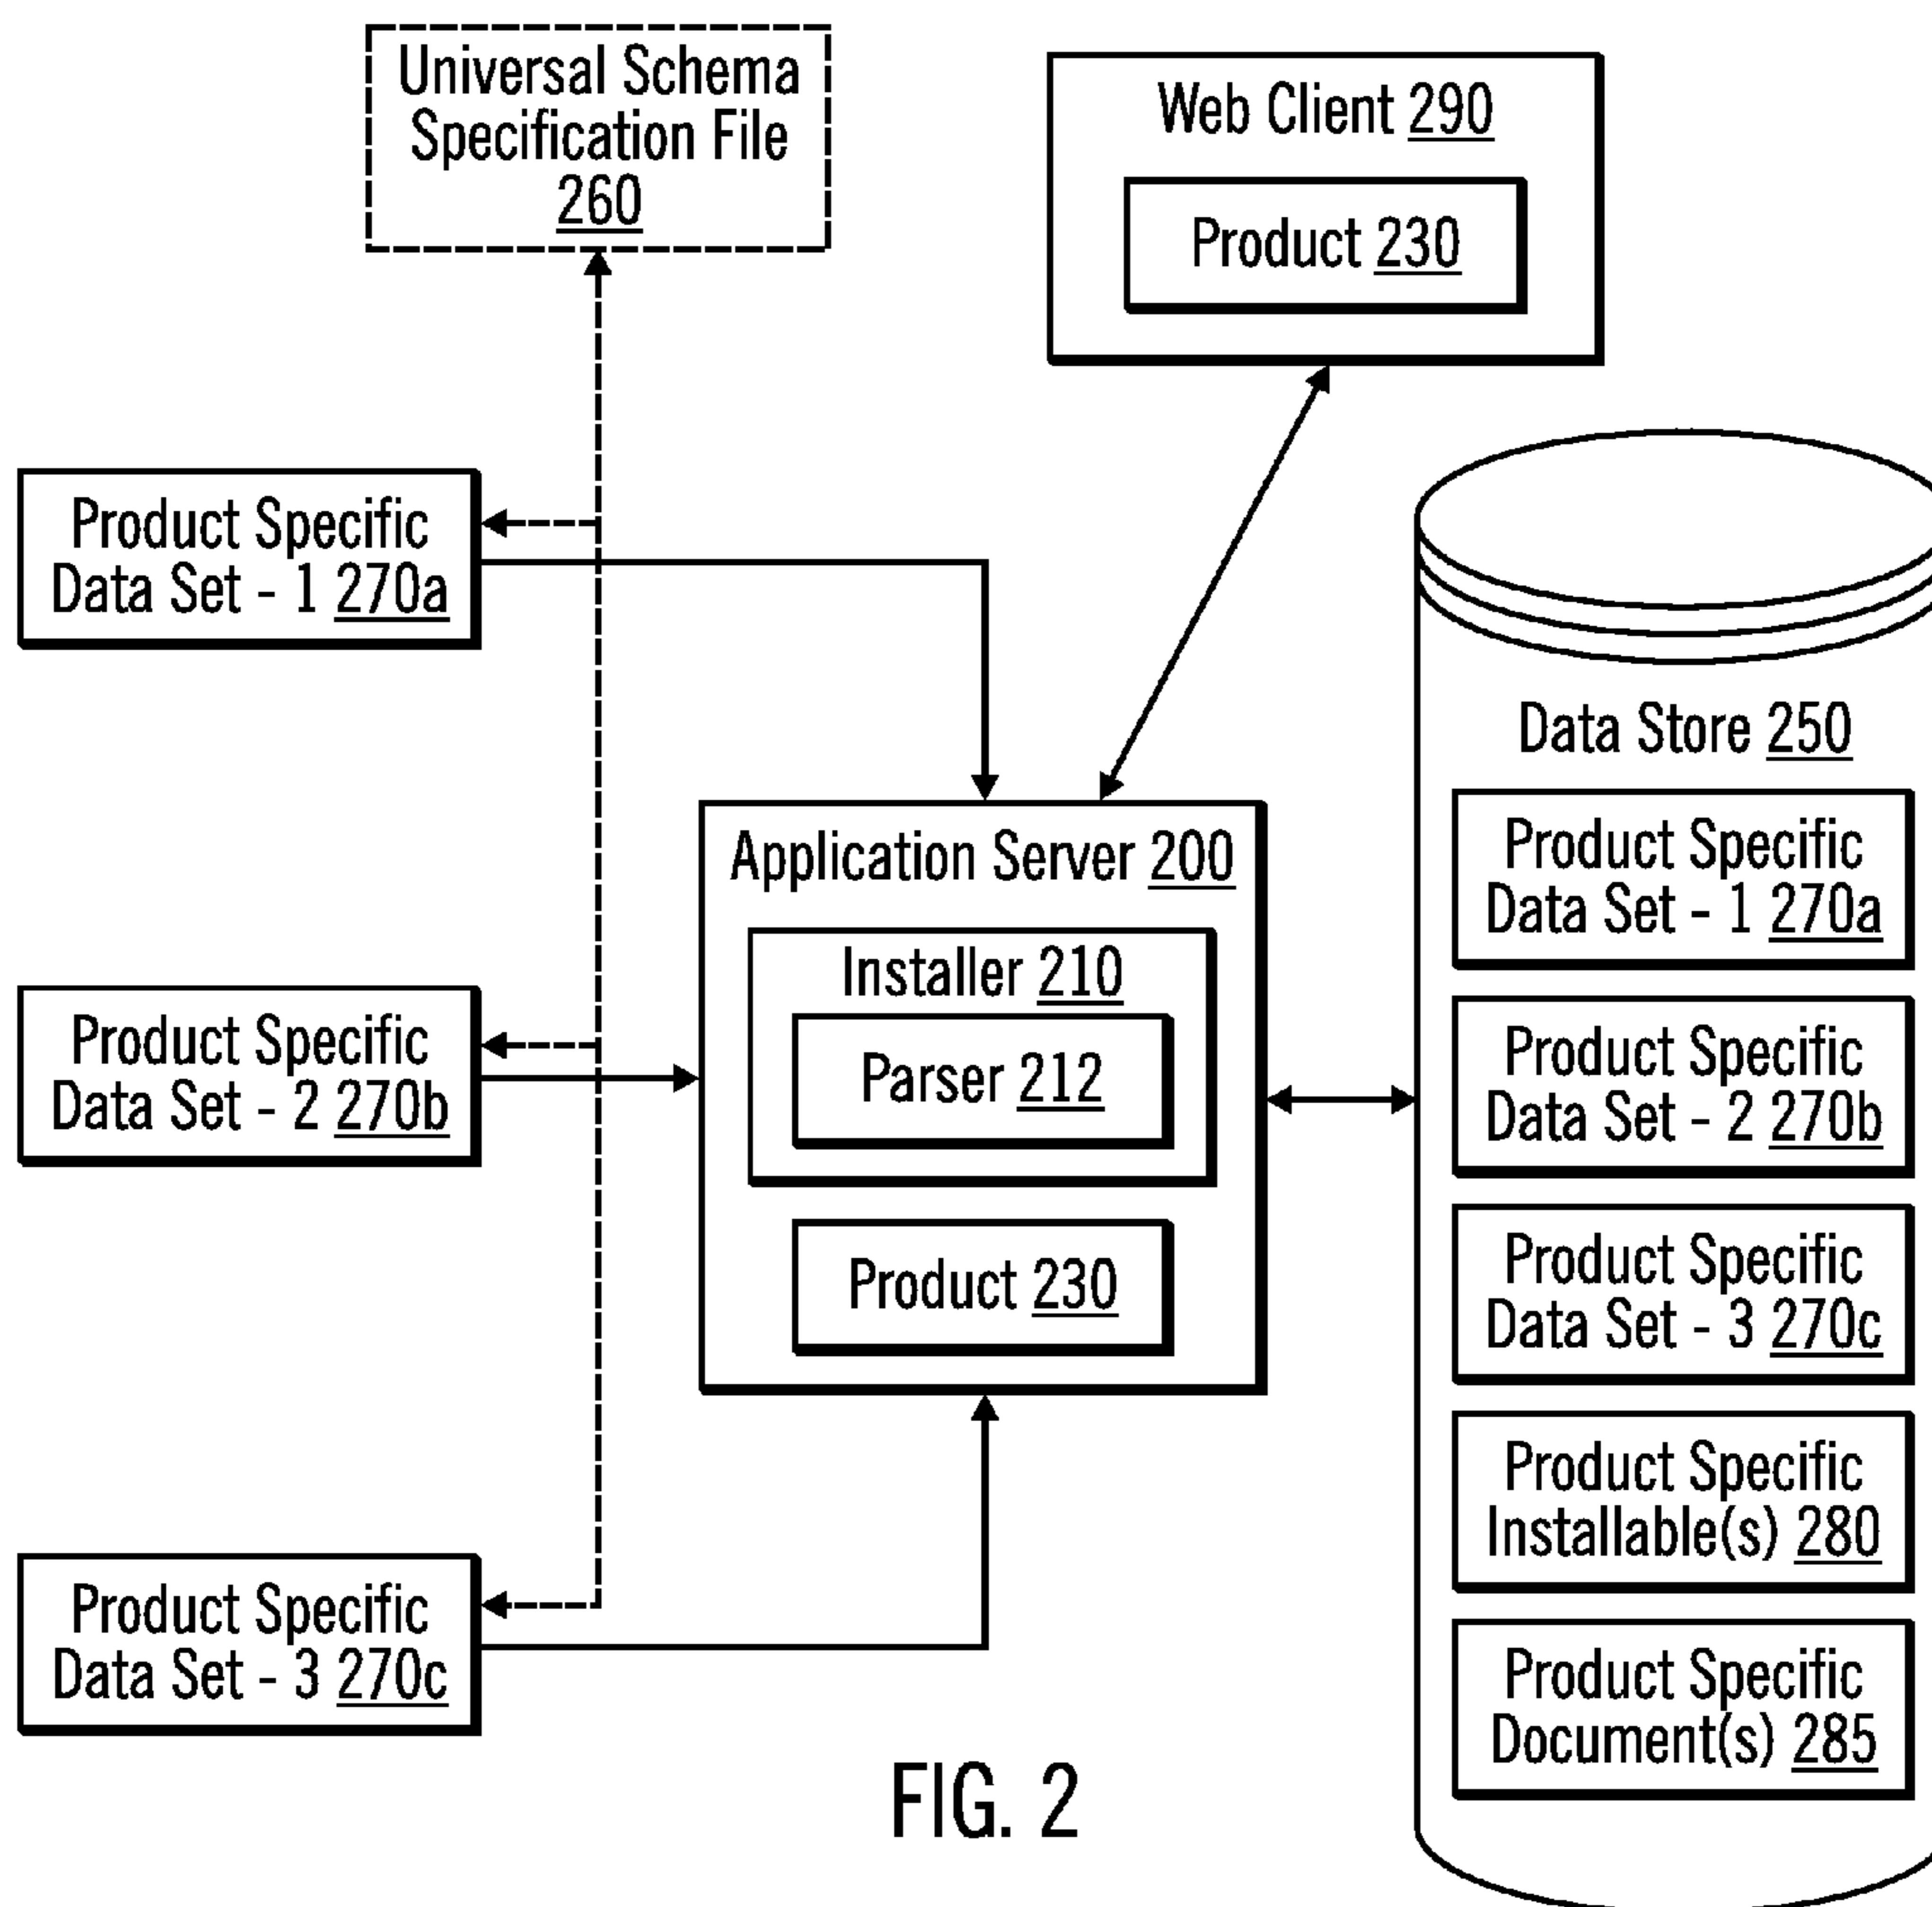 Universal Schema
Specification File
260
Web Client 290
Product 230
Product Specific
Data Set - 1 270a
Data Store 250
Application Server 200
Installer 210
Parser 212
Product 230
Product Specific
Data Set - 2 270b
Product Specific
Data Set - 3 270c
Product Specific
Data Set - 1 270a
Product Specific
Data Set - 2 270b
Product Specific
Data Set - 3 270c
Product Specific
Installable(s) 280
Product Specific
Document(s) 285
FIG. 2